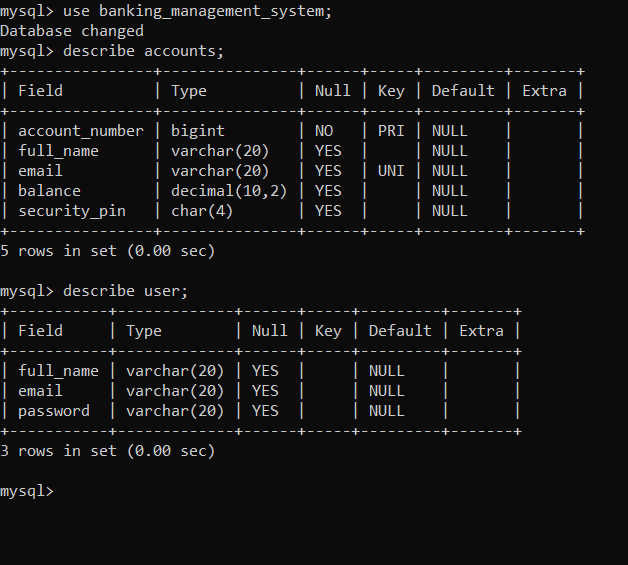 mysql> use banking_management_system;
Database changed
mysql> describe accounts;
+----------------+---------------+------+-----+---------+-------+
| Field          | Type          | Null | Key | Default | Extra |
+----------------+---------------+------+-----+---------+-------+
| account_number | bigint        | NO   | PRI | NULL    |       |
| full_name      | varchar(20)   | YES  |     | NULL    |       |
| email          | varchar(20)   | YES  | UNI | NULL    |       |
| balance        | decimal(10,2) | YES  |     | NULL    |       |
| security_pin   | char(4)       | YES  |     | NULL    |       |
+----------------+---------------+------+-----+---------+-------+
5 rows in set (0.00 sec)

mysql> describe user;
+-----------+-------------+------+-----+---------+-------+
| Field     | Type        | Null | Key | Default | Extra |
+-----------+-------------+------+-----+---------+-------+
| full_name | varchar(20) | YES  |     | NULL    |       |
| email     | varchar(20) | YES  |     | NULL    |       |
| password  | varchar(20) | YES  |     | NULL    |       |
+-----------+-------------+------+-----+---------+-------+
3 rows in set (0.00 sec)

mysql>